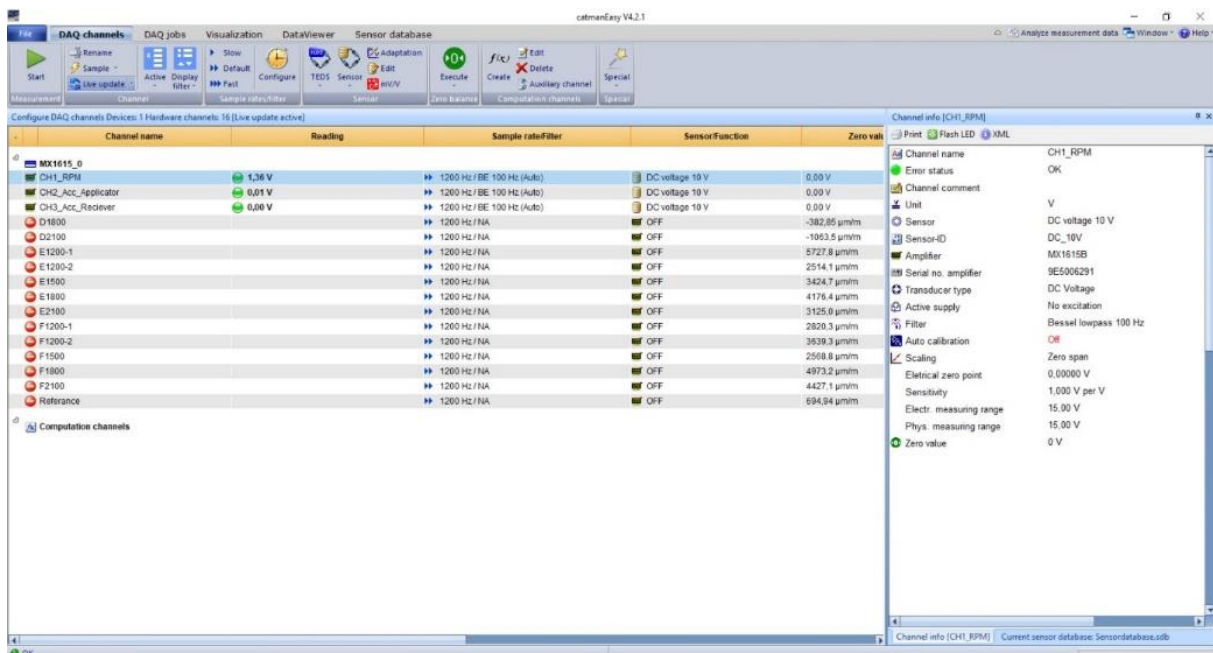 catmanEasy V4.2.1
File DAQ channels DAQ jobs Visualization DataViewer Sensor database Analyze measurement data Window Help
Start
Rename
Sample
Live update
Active Display filter
Slow
Default
Fast
Configure
TEDS Sensor
Adaptation
Edit
mV/V
Execute
f(x) Create
Edit
Delete
Auxiliary channel
Special
Measurement Channel Sample rates/filter Sensor Zero balance Computation channels Special
Configure DAQ channels Devices: 1 Hardware channels: 16 [Live update active]
Channel name Reading Sample rate/Filter Sensor/Function Zero val
MX1615_0
CH1_RPM 1,36 V 1200 Hz / BE 100 Hz (Auto) DC voltage 10 V 0,00 V
CH2_Acc_Applicator 0,01 V 1200 Hz / BE 100 Hz (Auto) DC voltage 10 V 0,00 V
CH3_Acc_Reciever 0,00 V 1200 Hz / BE 100 Hz (Auto) DC voltage 10 V 0,00 V
D1800 1200 Hz / NA OFF -382,85 µm/m
D2100 1200 Hz / NA OFF -1063,5 µm/m
E1200-1 1200 Hz / NA OFF 5727,8 µm/m
E1200-2 1200 Hz / NA OFF 2514,1 µm/m
E1500 1200 Hz / NA OFF 3424,7 µm/m
E1800 1200 Hz / NA OFF 4176,4 µm/m
E2100 1200 Hz / NA OFF 3125,0 µm/m
F1200-1 1200 Hz / NA OFF 2820,3 µm/m
F1200-2 1200 Hz / NA OFF 3639,3 µm/m
F1500 1200 Hz / NA OFF 2568,8 µm/m
F1800 1200 Hz / NA OFF 4973,2 µm/m
F2100 1200 Hz / NA OFF 4427,1 µm/m
Referance 1200 Hz / NA OFF 694,94 µm/m
Computation channels
Channel info [CH1_RPM]
Print Flash LED XML
Channel name CH1_RPM
Error status OK
Channel comment
Unit V
Sensor DC voltage 10 V
Sensor-ID DC_10V
Amplifier MX1615B
Serial no. amplifier 9E5006291
Transducer type DC Voltage
Active supply No excitation
Filter Bessel lowpass 100 Hz
Auto calibration Off
Scaling Zero span
Eletrical zero point 0,00000 V
Sensitivity 1,000 V per V
Electr. measuring range 15,00 V
Phys. measuring range 15,00 V
Zero value 0 V
Channel info [CH1_RPM] Current sensor database: Sensordatabase.sdb
OK